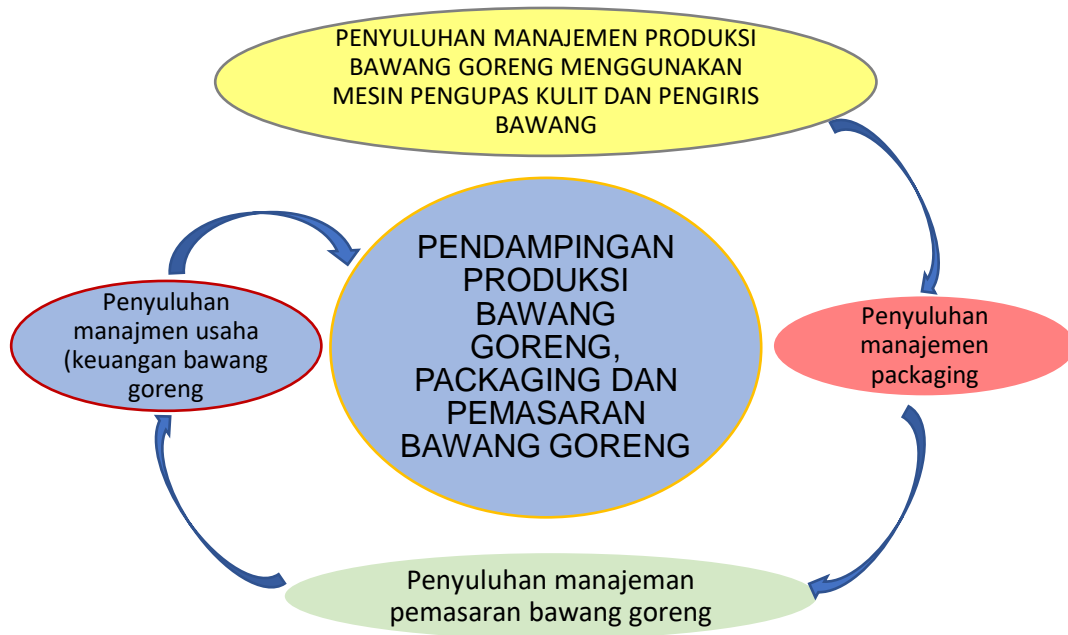 PENYULUHAN MANAJEMEN PRODUKSI
BAWANG GORENG MENGGUNAKAN
MESIN PENGUPAS KULIT DAN PENGIRIS
BAWANG
Penyuluhan
manajemen
packaging
Penyuluhan manajeman
pemasaran bawang goreng
Penyuluhan
manajmen usaha
(keuangan bawang
goreng
PENDAMPINGAN
PRODUKSI
BAWANG
GORENG,
PACKAGING DAN
PEMASARAN
BAWANG GORENG